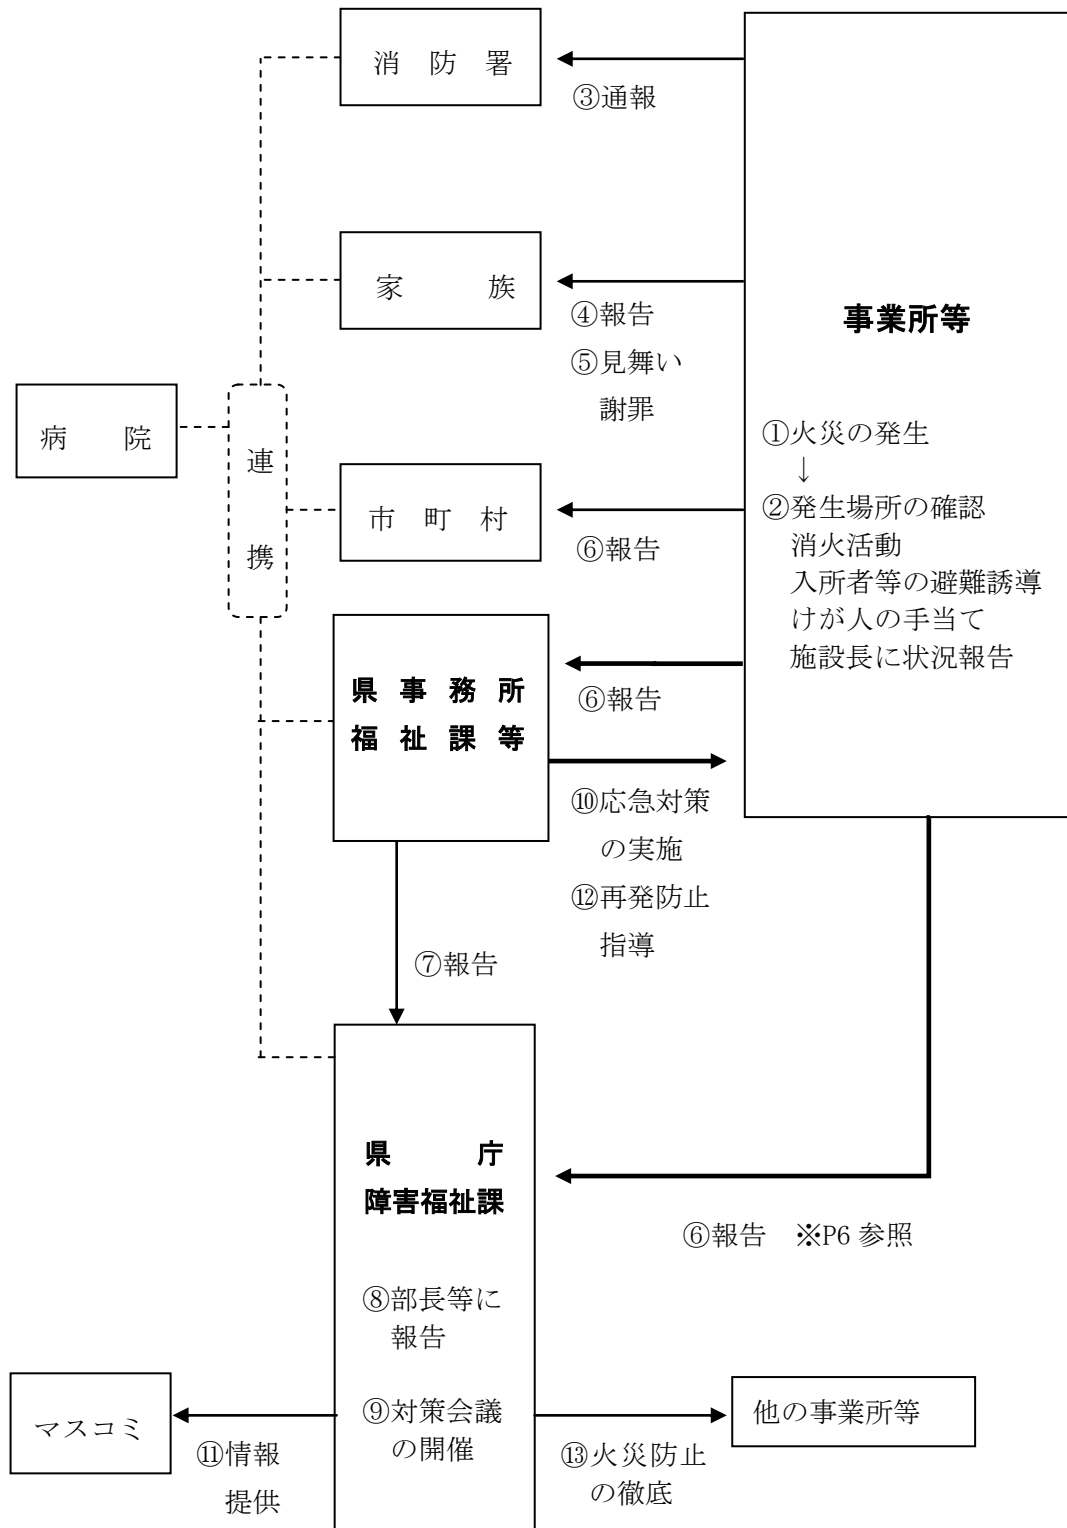 消 防 署
③通報
家 族
④報告
⑤見舞い
謝罪
事業所等
①火災の発生
↓
②発生場所の確認
消火活動
入所者等の避難誘導
けが人の手当て
施設長に状況報告
病 院
連
携
市 町 村
⑥報告
県 事 務 所
福 祉 課 等
⑥報告
⑩応急対策
の実施
⑫再発防止
指導
⑦報告
県 庁
障害福祉課
⑥報告 ※P6 参照
⑧部長等に
報告
⑨対策会議
の開催
マスコミ
⑪情報
提供
他の事業所等
⑬火災防止
の徹底